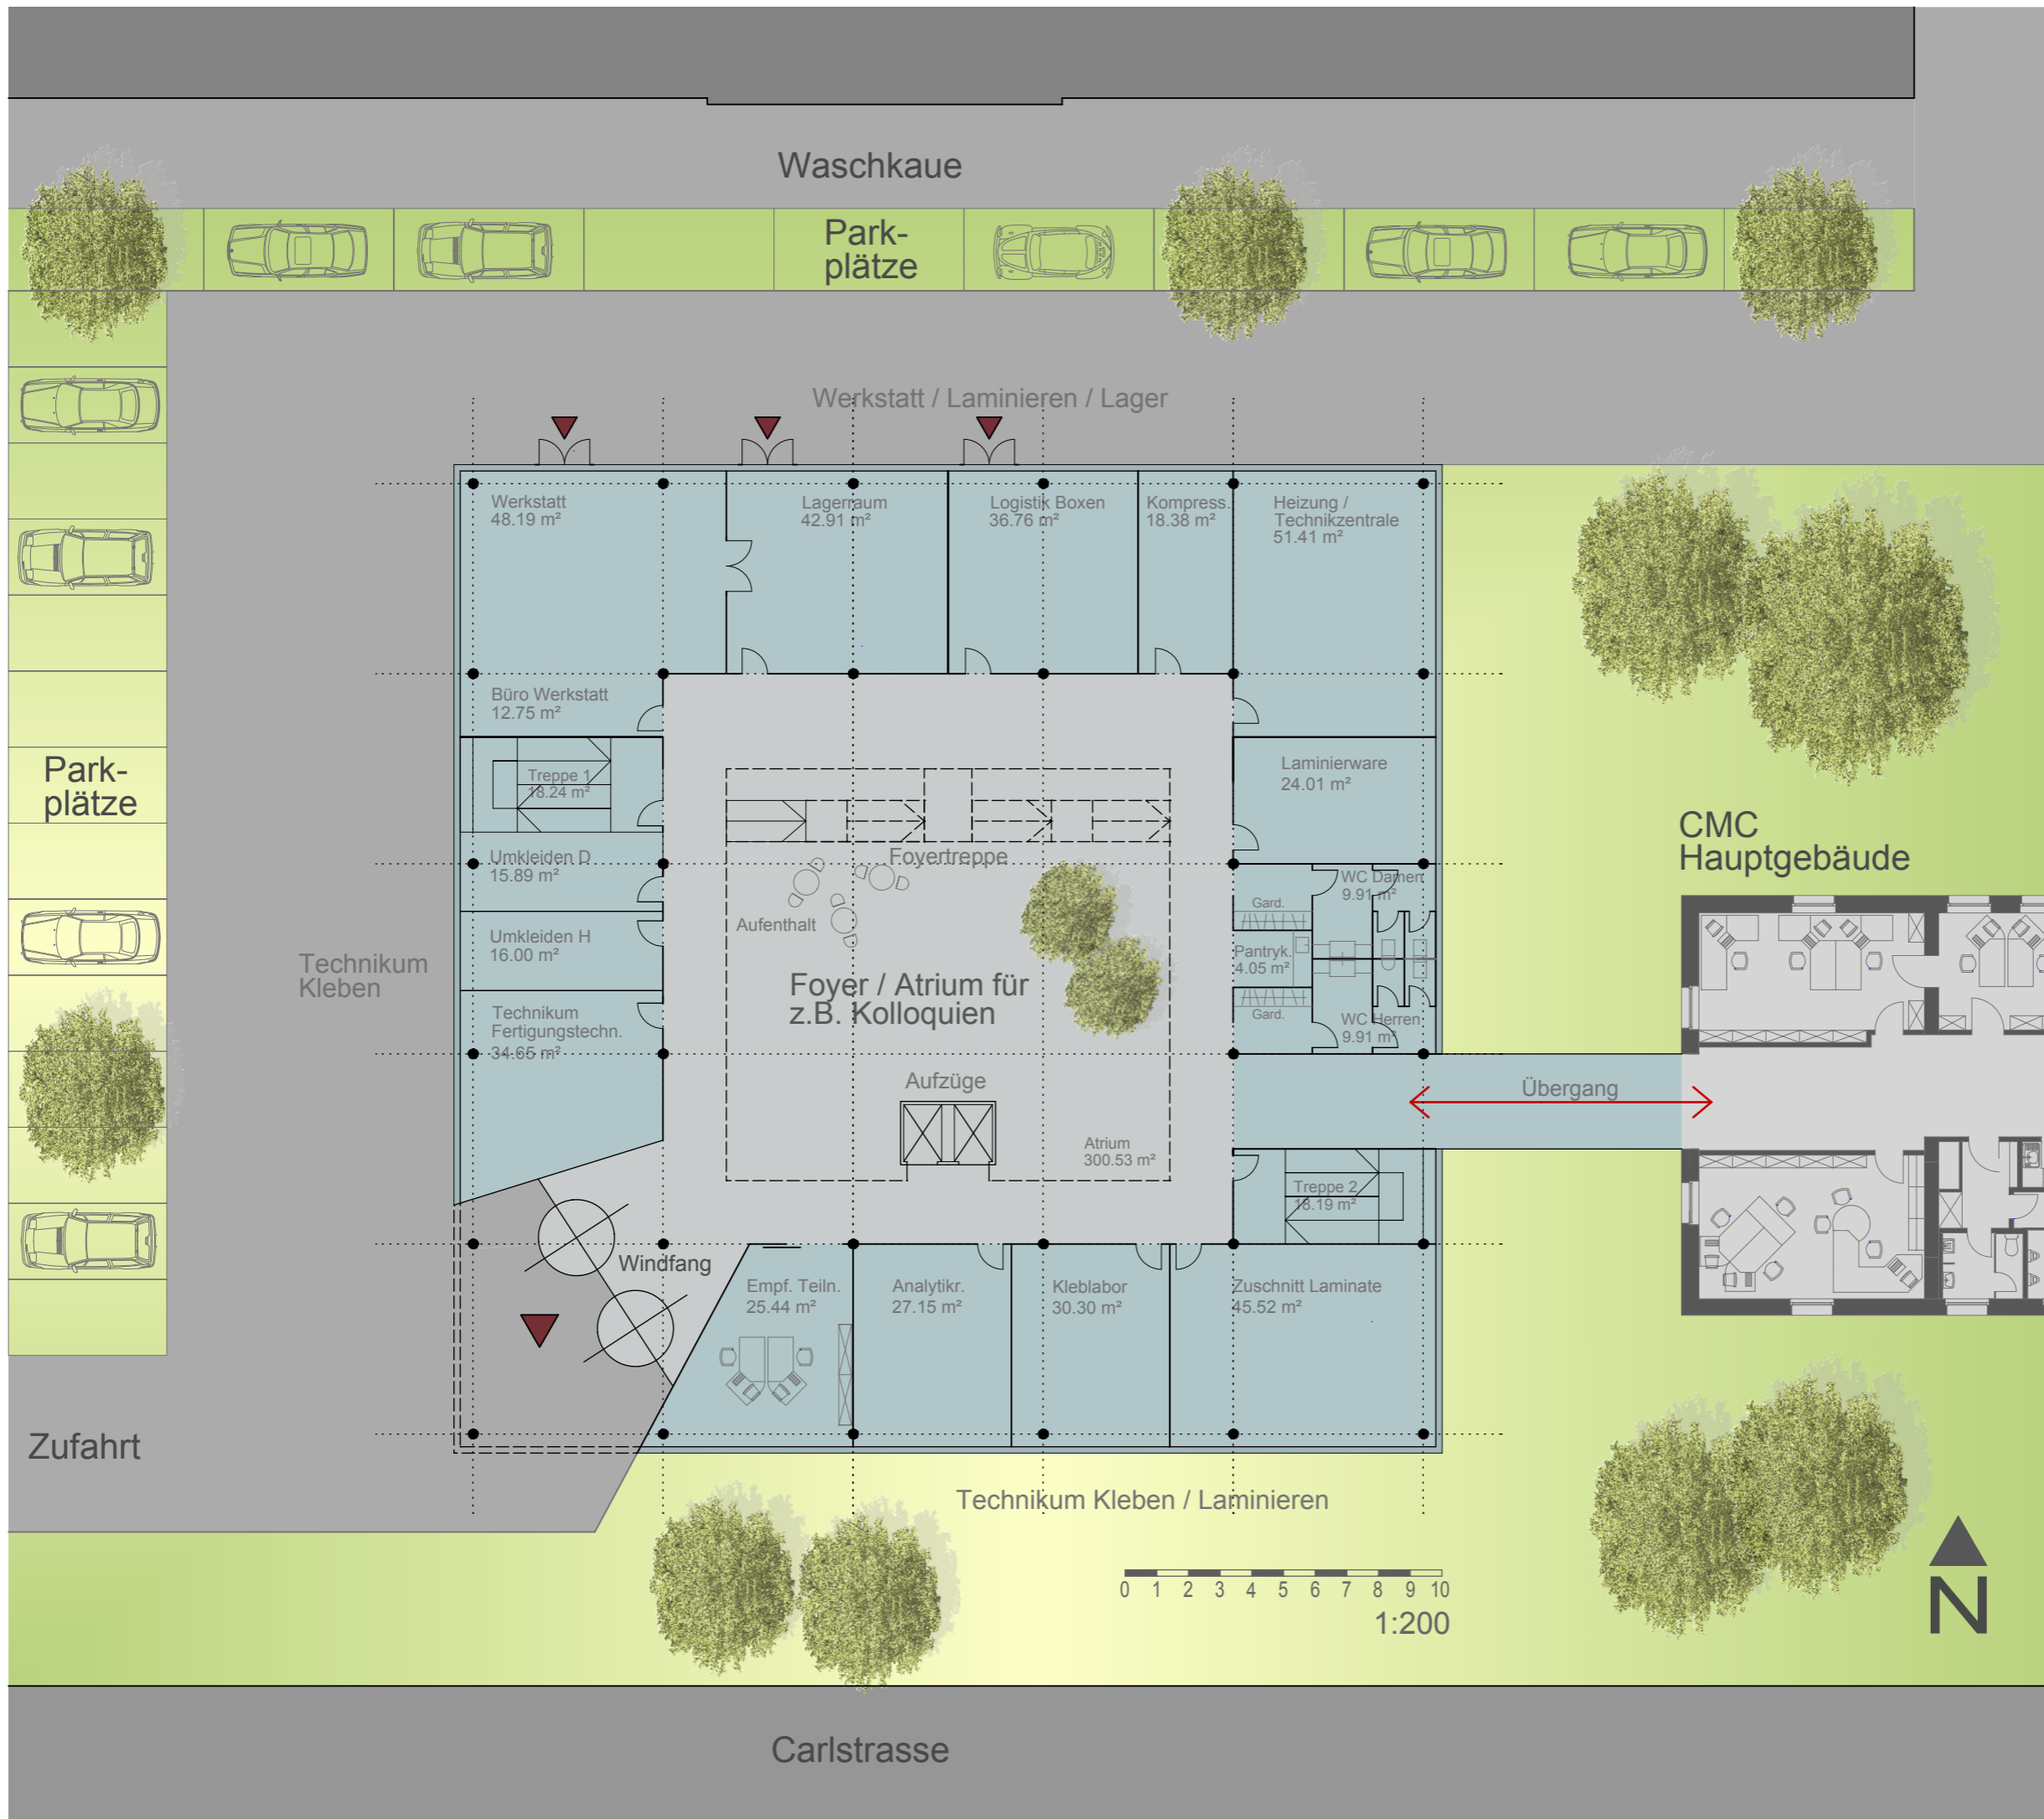 Waschkaue
Park-
plätze
Werkstatt / Laminieren / Lager
Werkstatt
48.19 m²
Lagerraum
42.91 m²
Logistik Boxen
36.76 m²
Kompress.
18.38 m²
Heizung /
Technikzentrale
51.41 m²
Büro Werkstatt
12.75 m²
Treppe 1
18.24 m²
Laminierware
24.01 m²
Park-
plätze
CMC
Hauptgebäude
Umkleiden D
15.89 m²
Foyertreppe
WC Damen
9.91 m²
Gard.
Aufenthalt
Umkleiden H
16.00 m²
Pantryk.
4.05 m²
Technikum
Kleben
Foyer / Atrium für
z.B. Kolloquien
Gard.
WC Herren
9.91 m²
Technikum
Fertigungstechn.
34.65 m²
Aufzüge
Übergang
Atrium
300.53 m²
Treppe 2
18.19 m²
Windfang
Empf. Teiln.
25.44 m²
Analytikr.
27.15 m²
Kleblabor
30.30 m²
Zuschnitt Laminate
45.52 m²
Zufahrt
Technikum Kleben / Laminieren
0 1 2 3 4 5 6 7 8 9 10
1:200
N
Carlstrasse